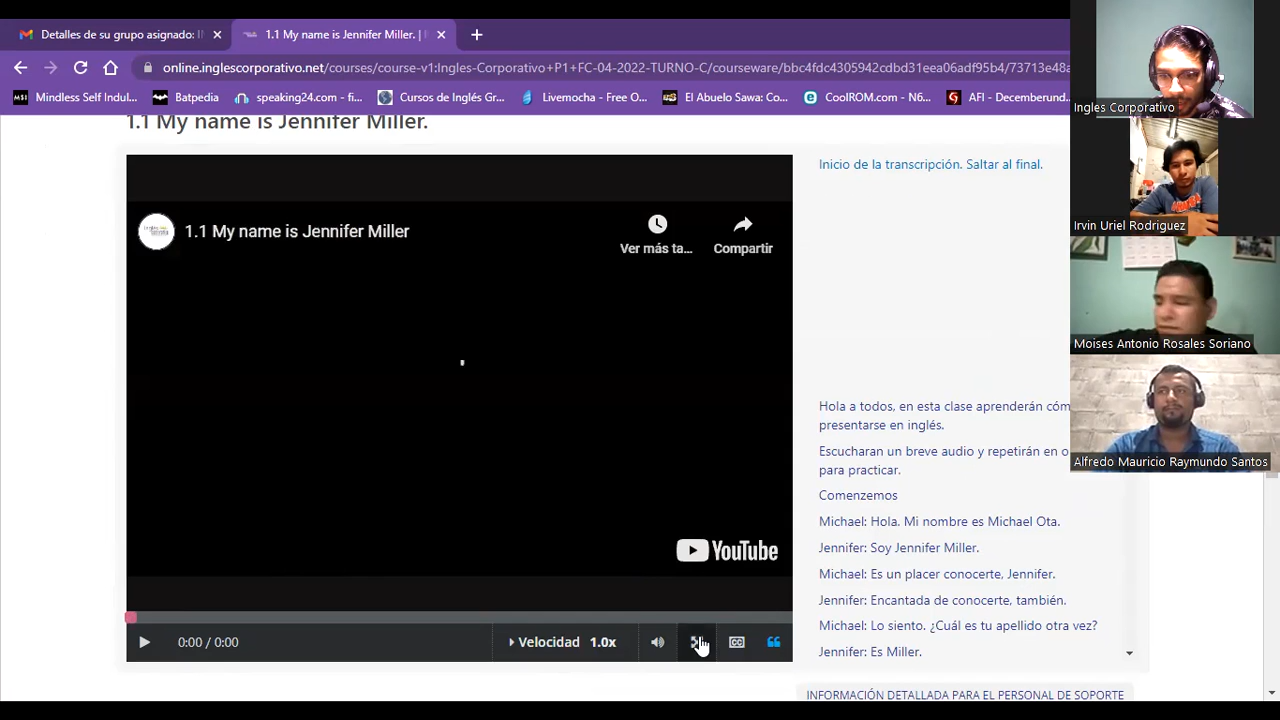 Detalles de su grupo asignado: I
1.1 My name is Jennifer Miller. |
online.inglescorporativo.net/courses/course-v1:Ingles-Corporativo+P1+FC-04-2022-TURNO-C/courseware/bbc4fdc4305942cdbd31eea06adf95b4/73713e48a
MSI Mindless Self Indul...
Batpedia
speaking24.com - fi...
Cursos de Inglés Gr...
Livemocha - Free O...
El Abuelo Sawa: Co...
CoolROM.com - N6...
AFI - Decemberund...
1.1 My name is Jennifer Miller.
1.1 My name is Jennifer Miller
Ver más ta...
Compartir
YouTube
0:00 / 0:00
Velocidad 1.0x
CC
Inicio de la transcripción. Saltar al final.
Hola a todos, en esta clase aprenderán cóm
presentarse en inglés.
Escucharan un breve audio y repetirán en o
para practicar.
Comenzemos
Michael: Hola. Mi nombre es Michael Ota.
Jennifer: Soy Jennifer Miller.
Michael: Es un placer conocerte, Jennifer.
Jennifer: Encantada de conocerte, también.
Michael: Lo siento. ¿Cuál es tu apellido otra vez?
Jennifer: Es Miller.
INFORMACIÓN DETALLADA PARA EL PERSONAL DE SOPORTE
Ingles Corporativo
Irvin Uriel Rodriguez
Moises Antonio Rosales Soriano
Alfredo Mauricio Raymundo Santos